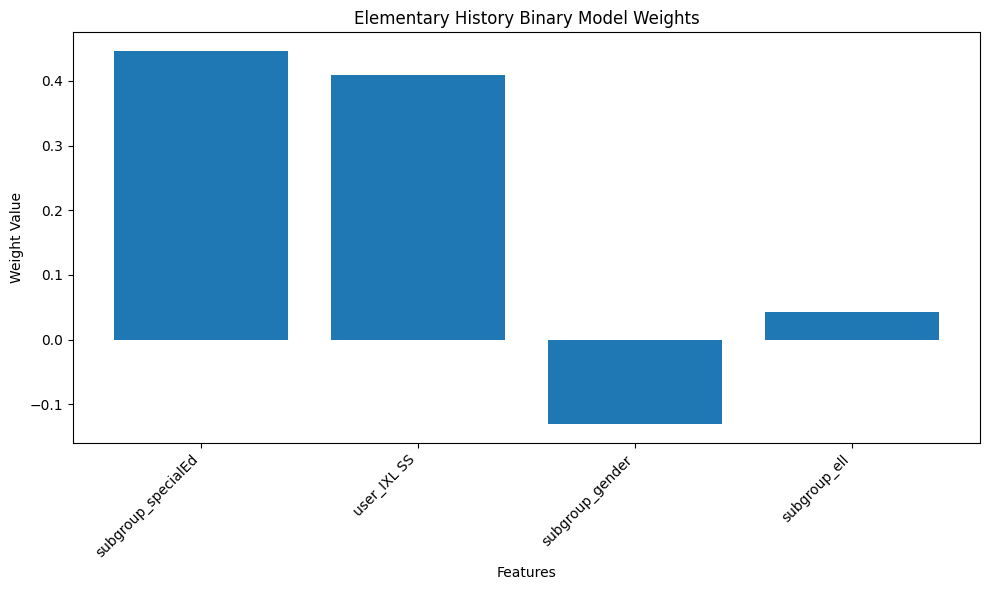 Elementary History Binary Model Weights
Weight Value
0.4
0.3
0.2
0.1
0.0
−0.1
subgroup_specialEd
user_IXL SS
subgroup_gender
subgroup_ell
Features